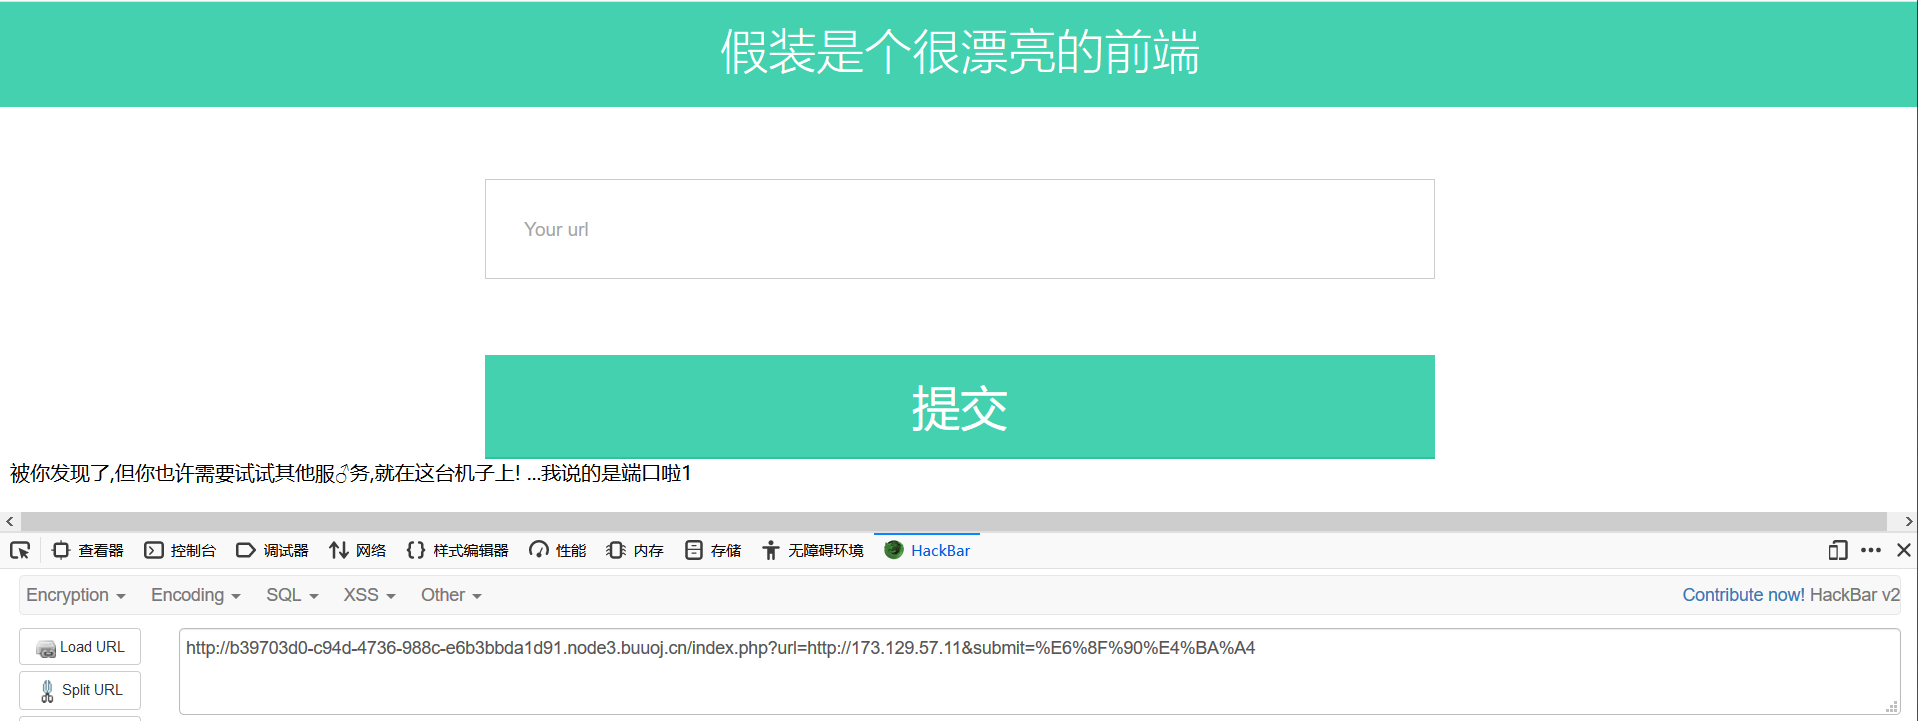 假装是个很漂亮的前端
Your url
提交
被你发现了,但你也许需要试试其他服♂务,就在这台机子上! ...我说的是端口啦1
查看器 控制台 调试器 网络 {} 样式编辑器 性能 内存 存储 无障碍环境 HackBar
Encryption Encoding SQL XSS Other Contribute now! HackBar v2
Load URL http://b39703d0-c94d-4736-988c-e6b3bbda1d91.node3.buuoj.cn/index.php?url=http://173.129.57.11&submit=%E6%8F%90%E4%BA%A4
Split URL